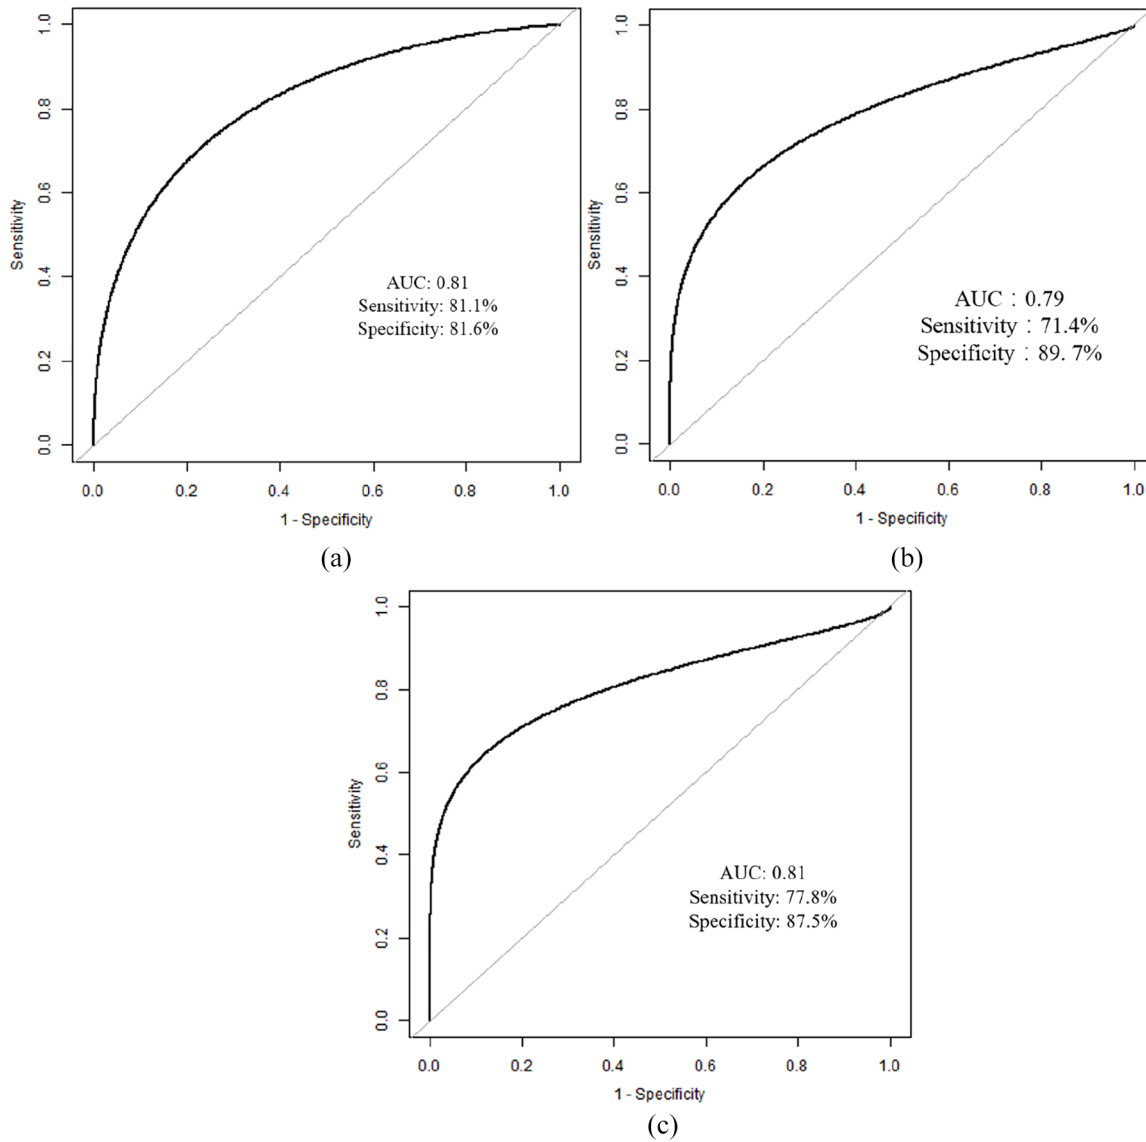 1.0
0.8
0.6
0.4
0.2
0.0
Sensitivity
AUC: 0.81
Sensitivity: 81.1%
Specificity: 81.6%
0.0 0.2 0.4 0.6 0.8 1.0
1 - Specificity
(a)
1.0
0.8
0.6
0.4
0.2
0.0
Sensitivity
AUC : 0.79
Sensitivity : 71.4%
Specificity : 89. 7%
0.0 0.2 0.4 0.6 0.8 1.0
1 - Specificity
(b)
1.0
0.8
0.6
0.4
0.2
0.0
Sensitivity
AUC: 0.81
Sensitivity: 77.8%
Specificity: 87.5%
0.0 0.2 0.4 0.6 0.8 1.0
1 - Specificity
(c)